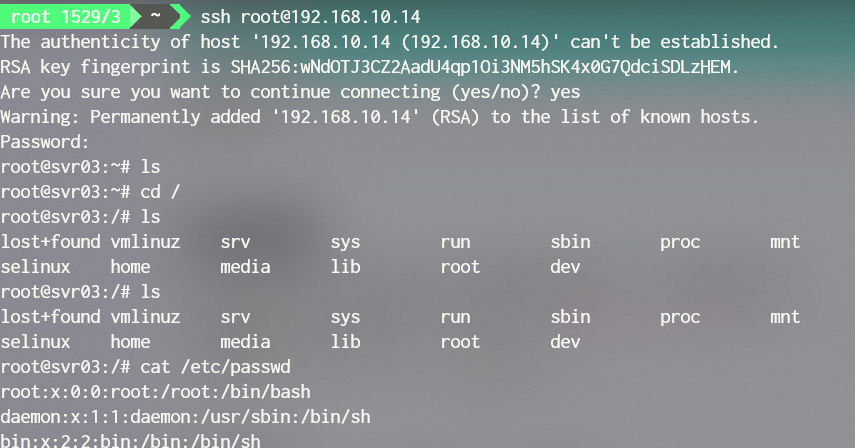 root 1529/3 ~ ssh root@192.168.10.14
The authenticity of host '192.168.10.14 (192.168.10.14)' can't be established.
RSA key fingerprint is SHA256:wNdOTJ3CZ2AadU4qp1Oi3NM5hSK4x0G7QdciSDLzHEM.
Are you sure you want to continue connecting (yes/no)? yes
Warning: Permanently added '192.168.10.14' (RSA) to the list of known hosts.
Password:
root@svr03:~# ls
root@svr03:~# cd /
root@svr03:/# ls
lost+found vmlinuz srv sys run sbin proc mnt
selinux home media lib root dev
root@svr03:/# ls
lost+found vmlinuz srv sys run sbin proc mnt
selinux home media lib root dev
root@svr03:/# cat /etc/passwd
root:x:0:0:root:/root:/bin/bash
daemon:x:1:1:daemon:/usr/sbin:/bin/sh
bin:x:2:2:bin:/bin:/bin/sh